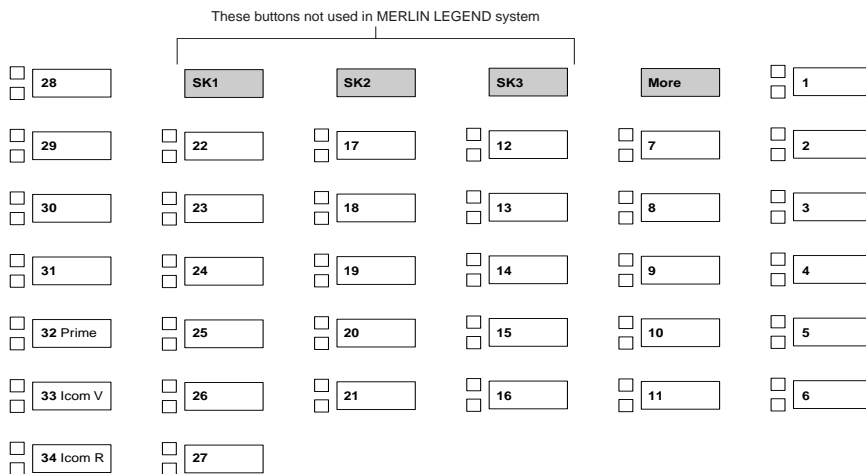 These buttons not used in MERLIN LEGEND system
28 SK1 SK2 SK3 More 1
29 22 17 12 7 2
30 23 18 13 8 3
31 24 19 14 9 4
32 Prime 25 20 15 10 5
33 Icom V 26 21 16 11 6
34 Icom R 27